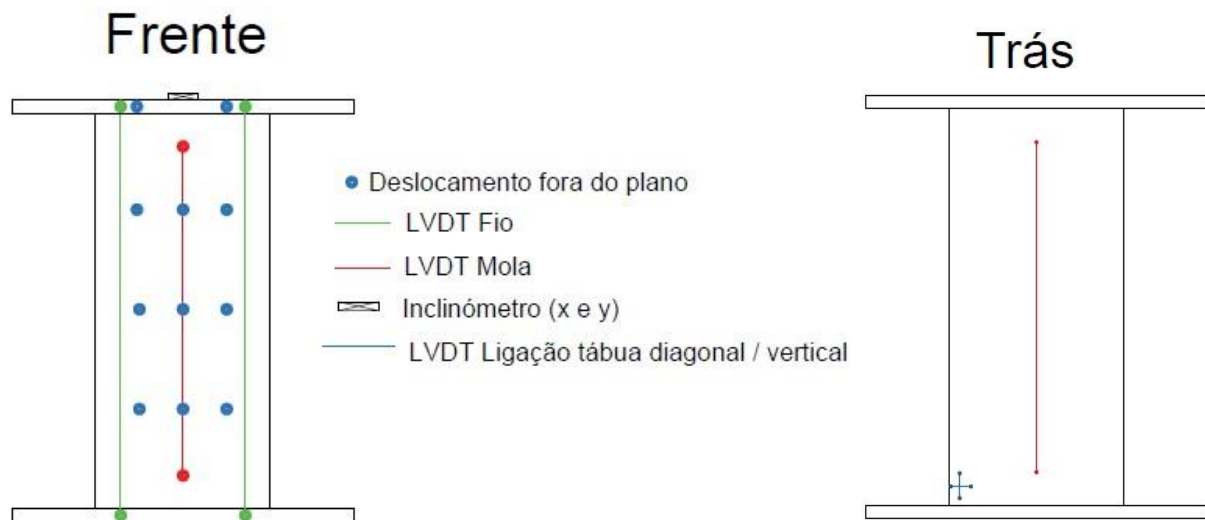 Frente
Trás
Deslocamento fora do plano
LVDT Fio
LVDT Mola
Inclinómetro (x e y)
LVDT Ligação tábua diagonal / vertical